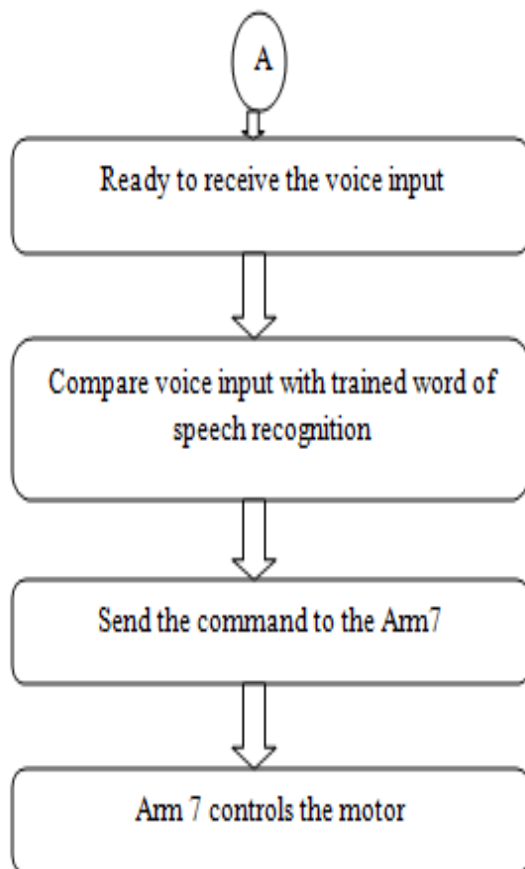 A
Ready to receive the voice input
Compare voice input with trained word of
speech recognition
Send the command to the Arm7
Arm 7 controls the motor